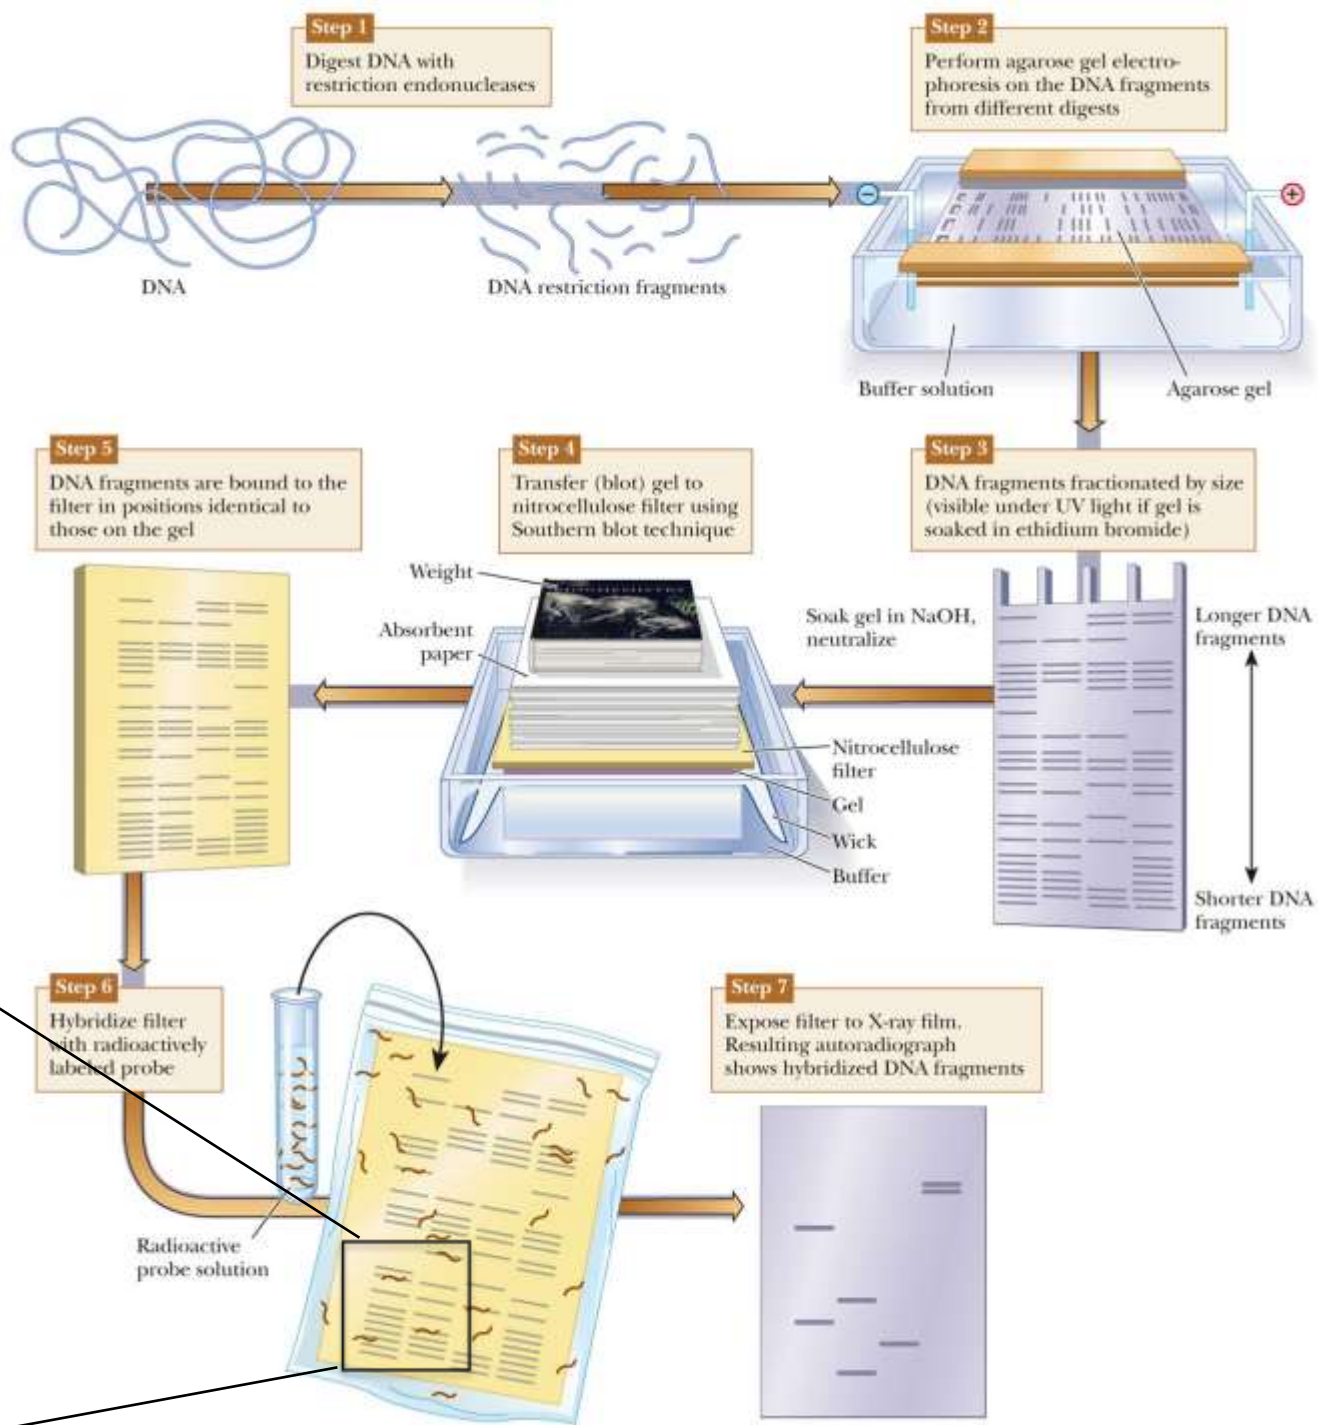 Step 1
Digest DNA with
restriction endonucleases
Step 2
Perform agarose gel electro-
phoresis on the DNA fragments
from different digests
DNA
DNA restriction fragments
−
+
Buffer solution
Agarose gel
Step 3
DNA fragments fractionated by size
(visible under UV light if gel is
soaked in ethidium bromide)
Longer DNA
fragments
Shorter DNA
fragments
Soak gel in NaOH,
neutralize
Step 4
Transfer (blot) gel to
nitrocellulose filter using
Southern blot technique
Weight
Absorbent
paper
Nitrocellulose
filter
Gel
Wick
Buffer
Step 5
DNA fragments are bound to the
filter in positions identical to
those on the gel
Step 6
Hybridize filter
with radioactively
labeled probe
Radioactive
probe solution
Step 7
Expose filter to X-ray film.
Resulting autoradiograph
shows hybridized DNA fragments